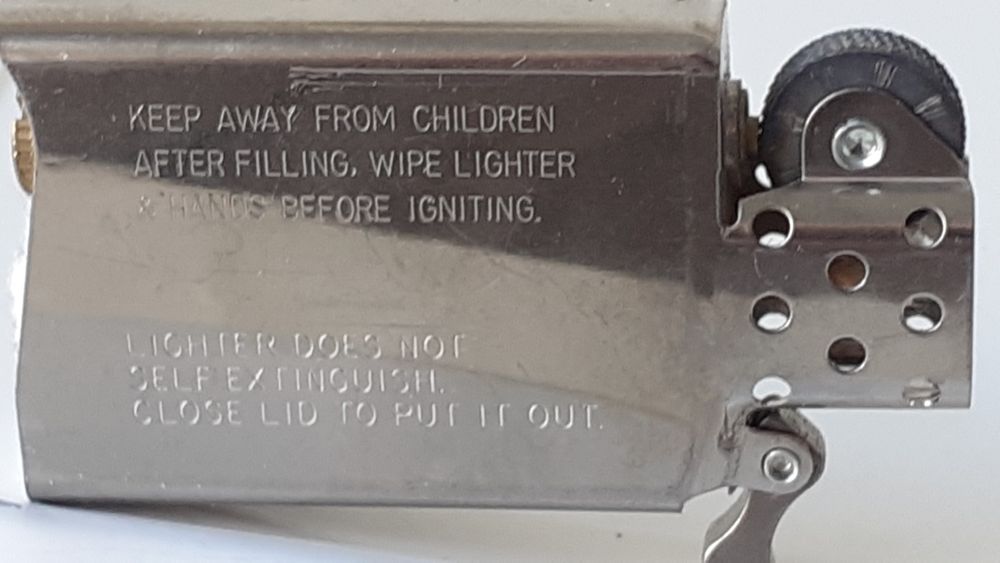 KEEP AWAY FROM CHILDREN
AFTER FILLING, WIPE LIGHTER
& HANDS BEFORE IGNITING.
LIGHTER DOES NOT
SELF EXTINGUISH.
CLOSE LID TO PUT IT OUT.